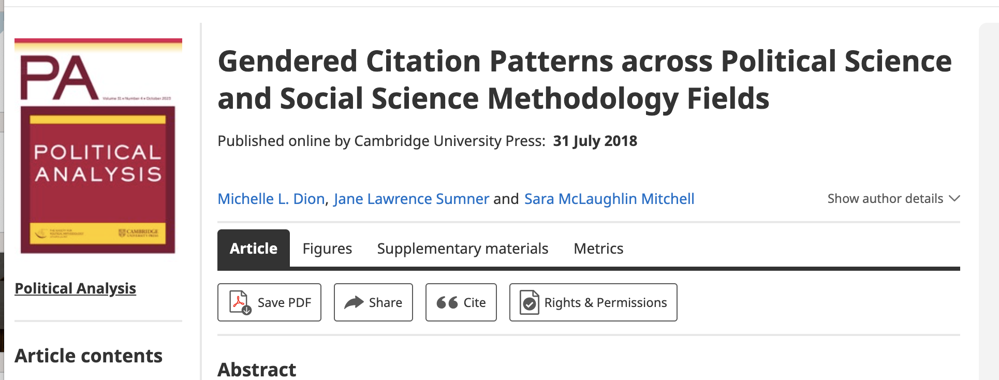 PA
Volume 31 • Number 4 • October 2023
POLITICAL
ANALYSIS
CAMBRIDGE
UNIVERSITY PRESS
Political Analysis
Article contents
Gendered Citation Patterns across Political Science
and Social Science Methodology Fields
Published online by Cambridge University Press: 31 July 2018
Michelle L. Dion, Jane Lawrence Sumner and Sara McLaughlin Mitchell
Show author details
Article Figures Supplementary materials Metrics
Save PDF Share Cite Rights & Permissions
Abstract